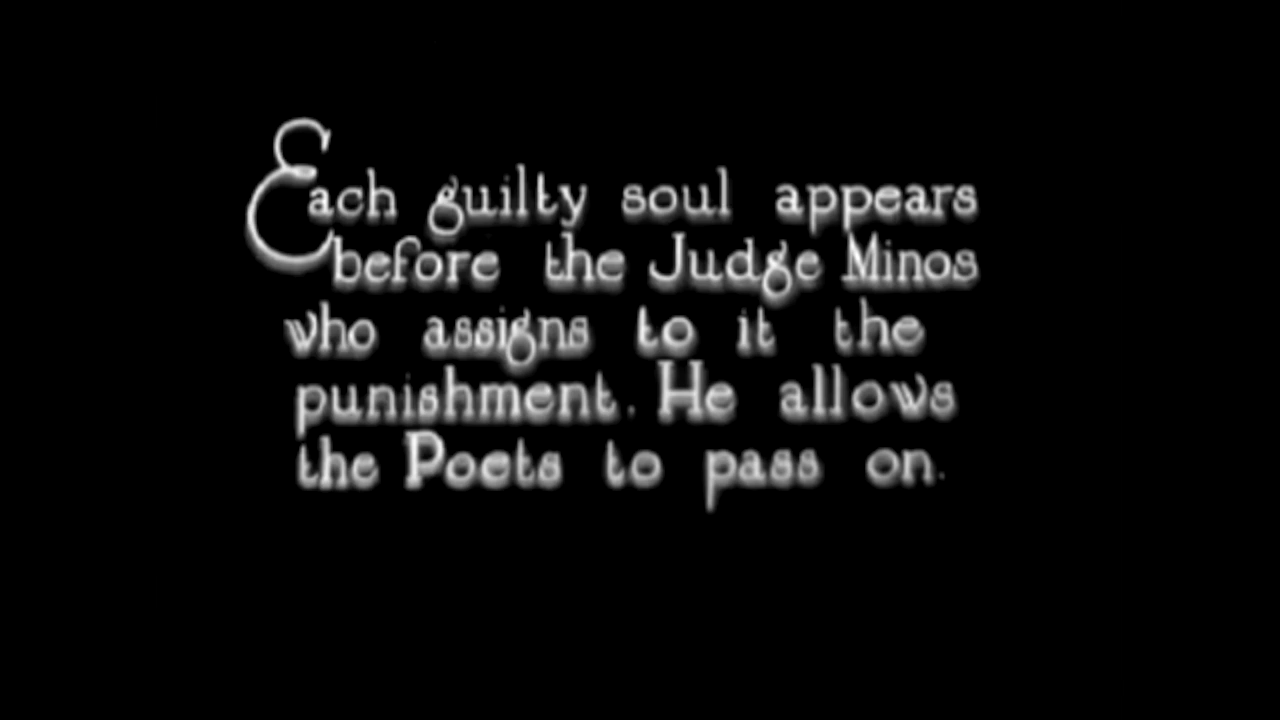 Each guilty soul appears
before the Judge Minos
who assigns to it the
punishment. He allows
the Poets to pass on.